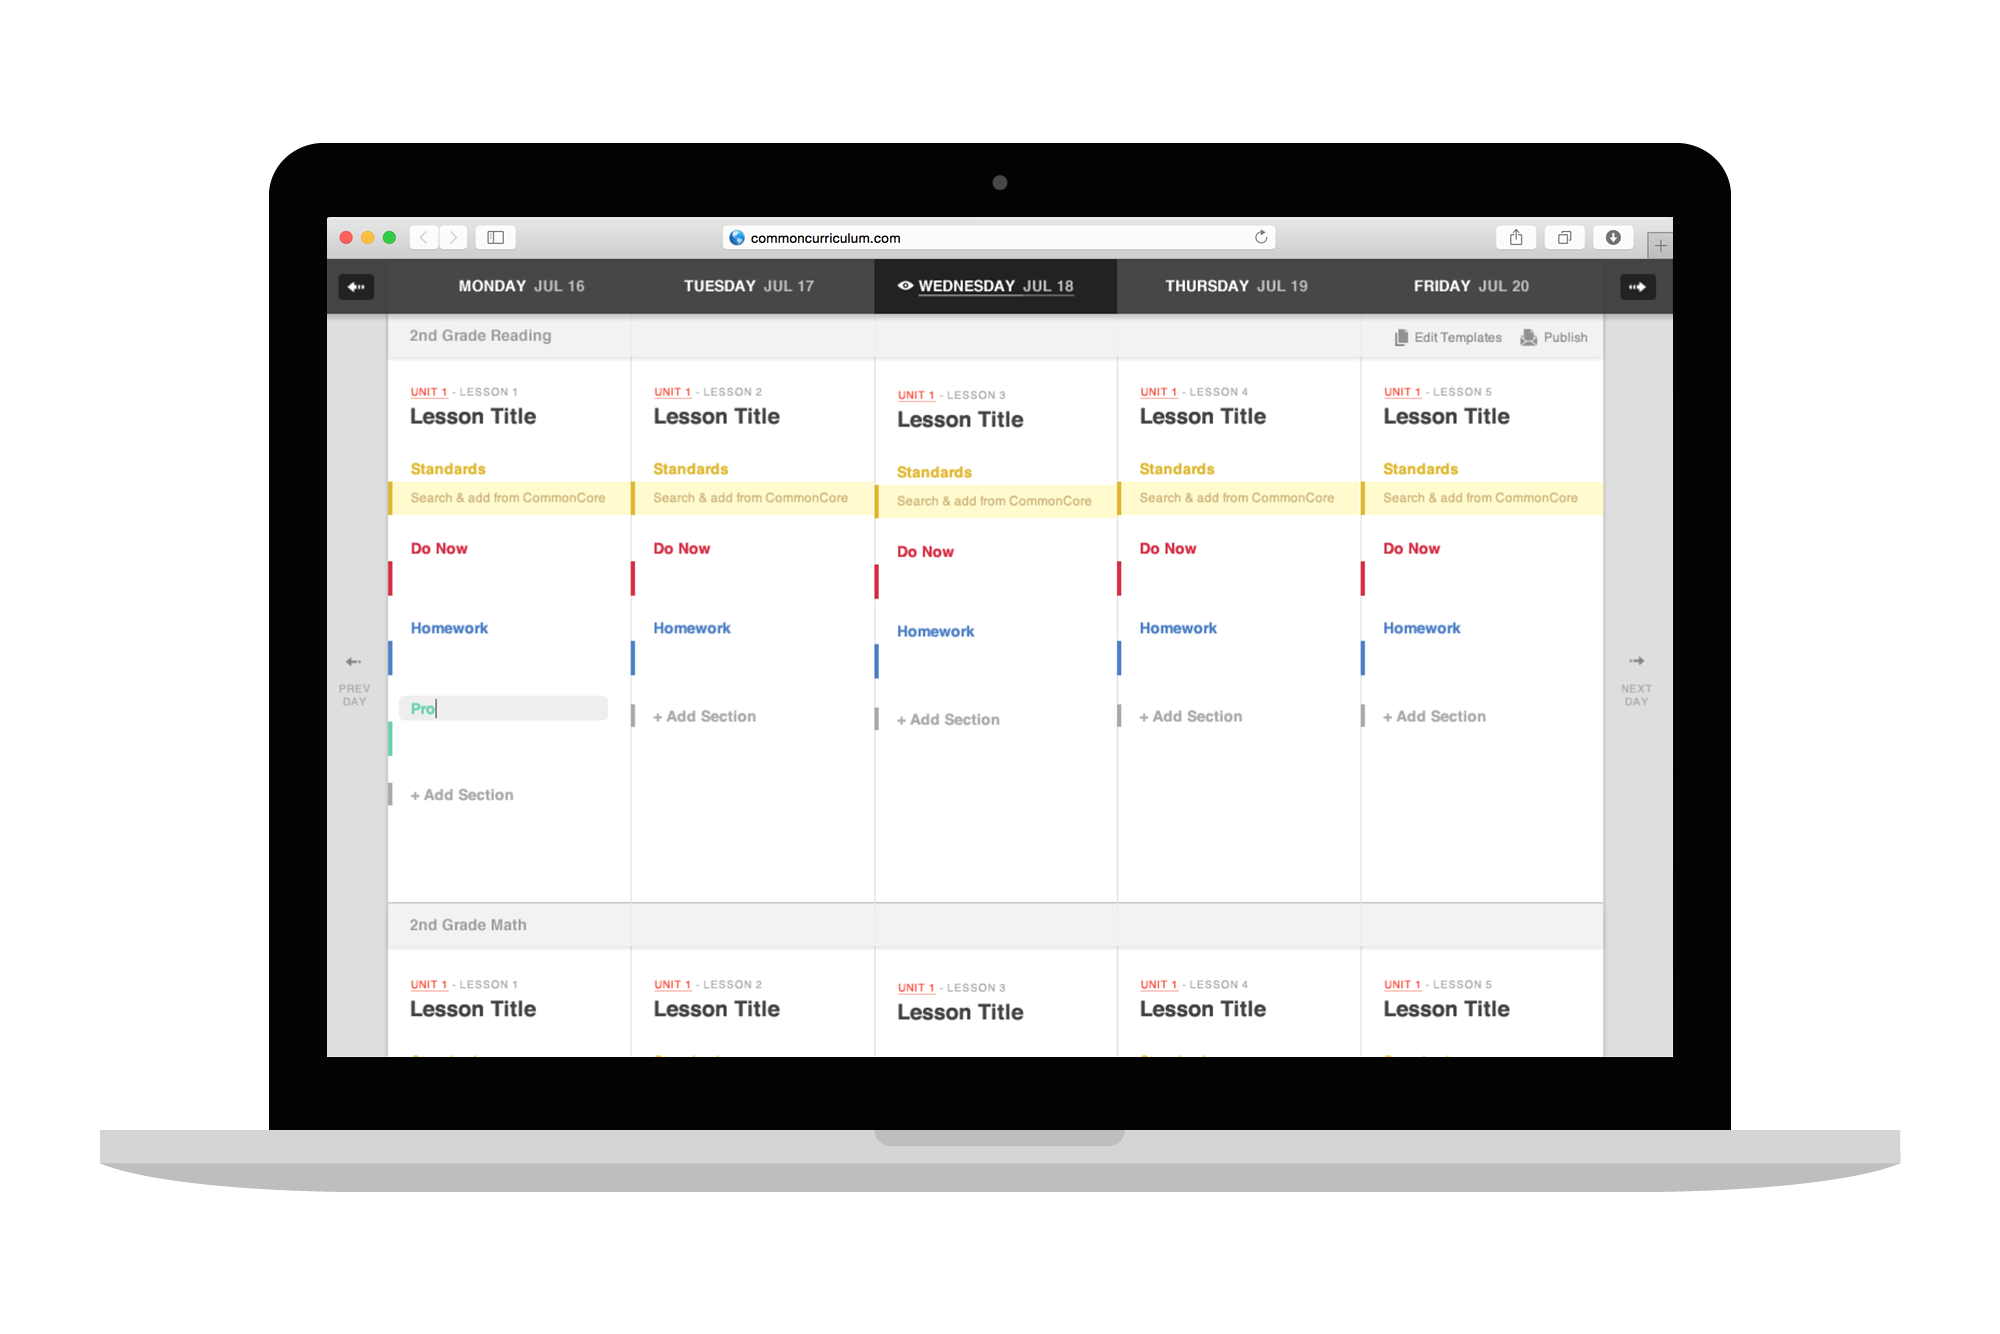 commoncurriculum.com
MONDAY JUL 16
TUESDAY JUL 17
WEDNESDAY JUL 18
THURSDAY JUL 19
FRIDAY JUL 20
2nd Grade Reading
Edit Templates
Publish
UNIT 1 - LESSON 1
Lesson Title
Standards
Search & add from CommonCore
Do Now
Homework
Pro
+ Add Section
UNIT 1 - LESSON 2
Lesson Title
Standards
Search & add from CommonCore
Do Now
Homework
+ Add Section
UNIT 1 - LESSON 3
Lesson Title
Standards
Search & add from CommonCore
Do Now
Homework
+ Add Section
UNIT 1 - LESSON 4
Lesson Title
Standards
Search & add from CommonCore
Do Now
Homework
+ Add Section
UNIT 1 - LESSON 5
Lesson Title
Standards
Search & add from CommonCore
Do Now
Homework
+ Add Section
PREV
DAY
NEXT
DAY
2nd Grade Math
UNIT 1 - LESSON 1
Lesson Title
UNIT 1 - LESSON 2
Lesson Title
UNIT 1 - LESSON 3
Lesson Title
UNIT 1 - LESSON 4
Lesson Title
UNIT 1 - LESSON 5
Lesson Title